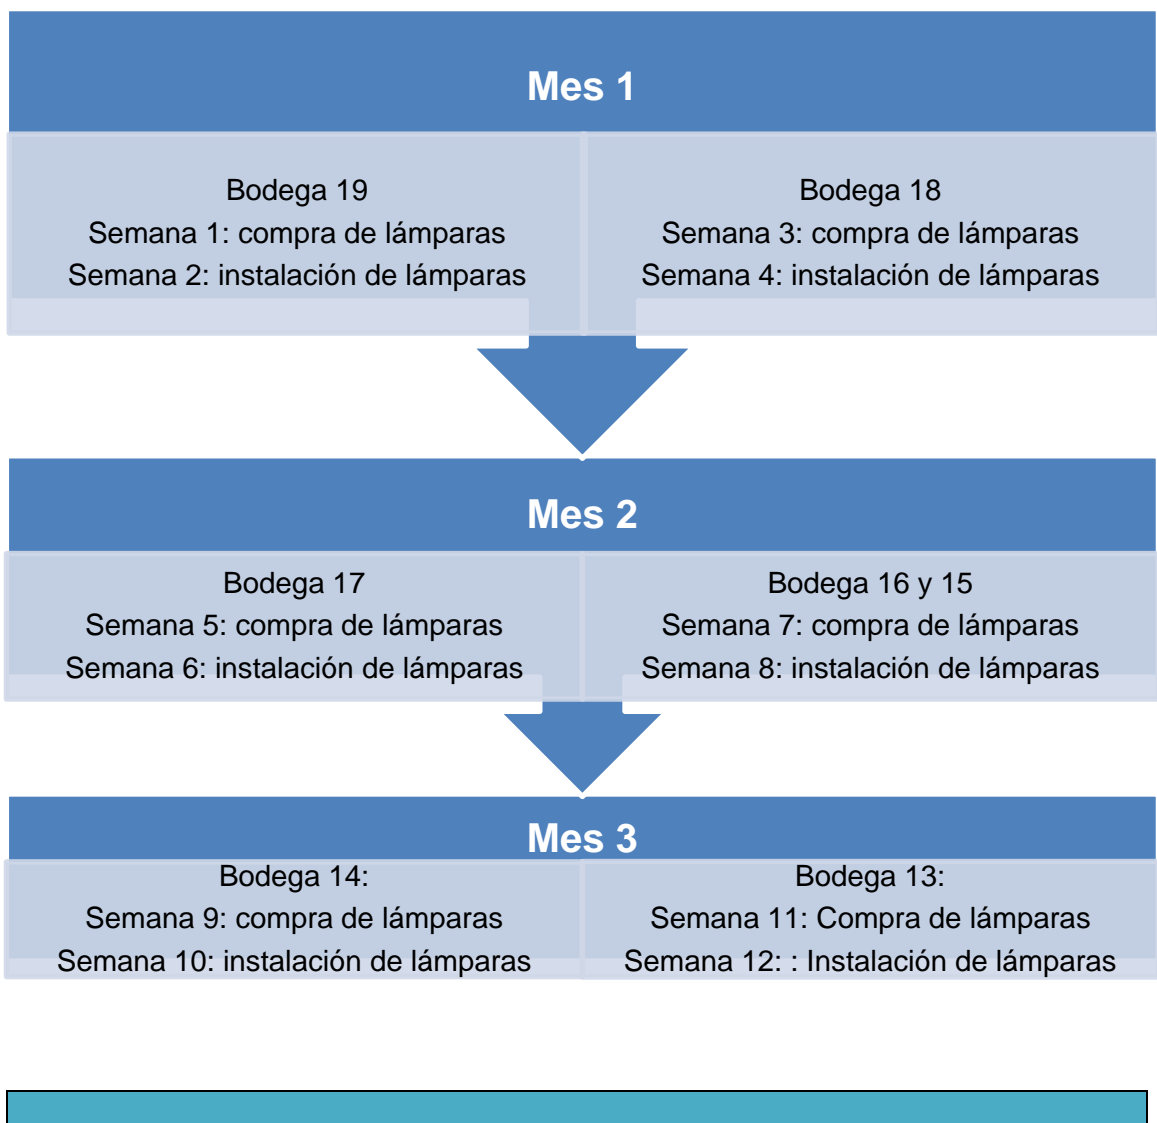 Mes 1
Bodega 19
Semana 1: compra de lámparas
Semana 2: instalación de lámparas
Bodega 18
Semana 3: compra de lámparas
Semana 4: instalación de lámparas
Mes 2
Bodega 17
Semana 5: compra de lámparas
Semana 6: instalación de lámparas
Bodega 16 y 15
Semana 7: compra de lámparas
Semana 8: instalación de lámparas
Mes 3
Bodega 14:
Semana 9: compra de lámparas
Semana 10: instalación de lámparas
Bodega 13:
Semana 11: Compra de lámparas
Semana 12: : Instalación de lámparas